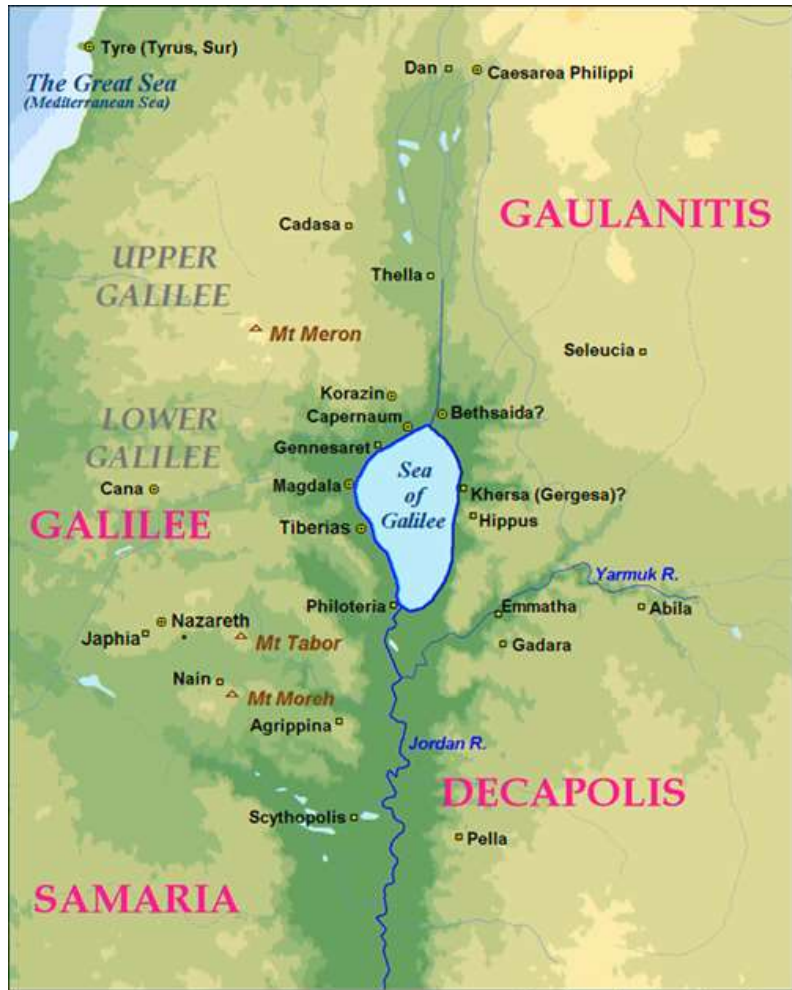 Tyre (Tyrus, Sur)
The Great Sea
(Mediterranean Sea)
Dan
Caesarea Philippi
GAULANITIS
Cadasa
UPPER
GALILEE
Thella
Mt Meron
Seleucia
Korazin
LOWER
GALILEE
Capernaum
Bethsaida?
Gennesaret
Sea
of
Galilee
Cana
Magdala
Khersa (Gergesa)?
GALILEE
Tiberias
Hippus
Yarmuk R.
Philoteria
Emmatha
Abila
Nazareth
Japhia
Mt Tabor
Gadara
Nain
Mt Moreh
Agrippina
Jordan R.
DECAPOLIS
Scythopolis
Pella
SAMARIA